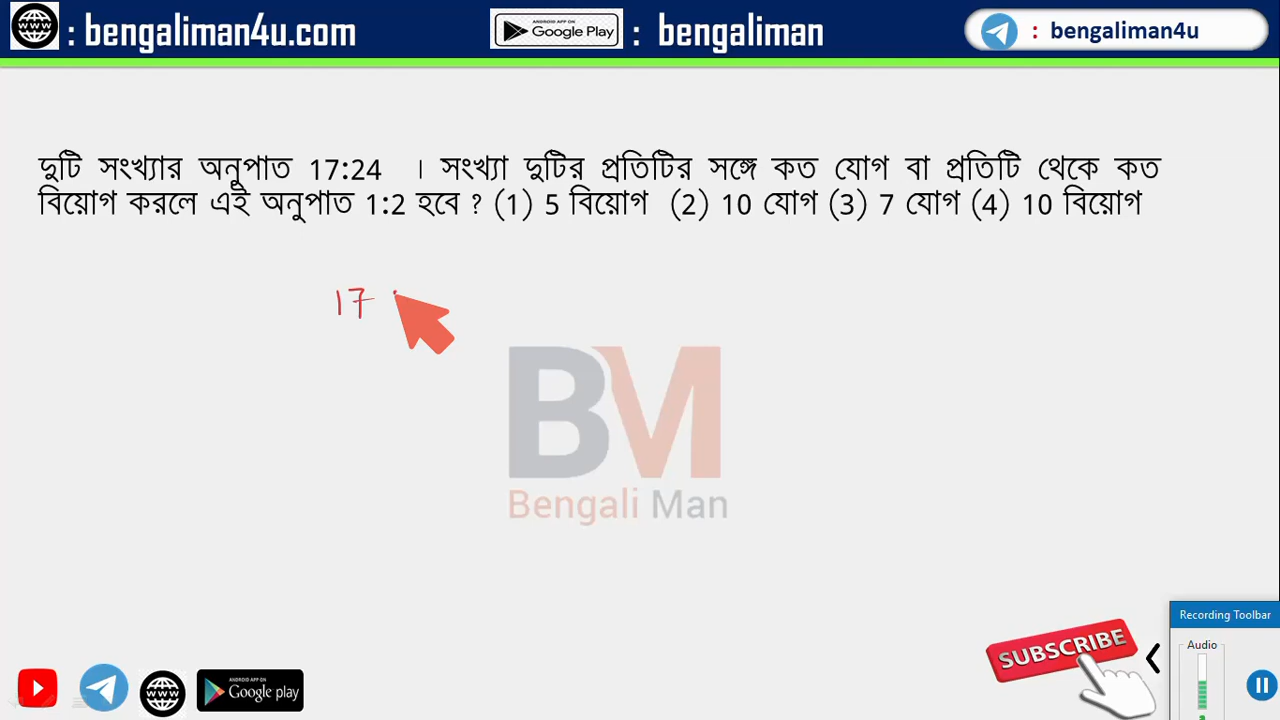 : bengaliman4u.com
ANDROID APP ON
Google Play
: bengaliman
: bengaliman4u
দুটি সংখ্যার অনুপাত 17:24 । সংখ্যা দুটির প্রতিটির সঙ্গে কত যোগ বা প্রতিটি থেকে কত
বিয়োগ করলে এই অনুপাত 1:2 হবে ? (1) 5 বিয়োগ (2) 10 যোগ (3) 7 যোগ (4) 10 বিয়োগ
17
BM
Bengali Man
SUBSCRIBE
Recording Toolbar
Audio
WWW
WWW
Google play